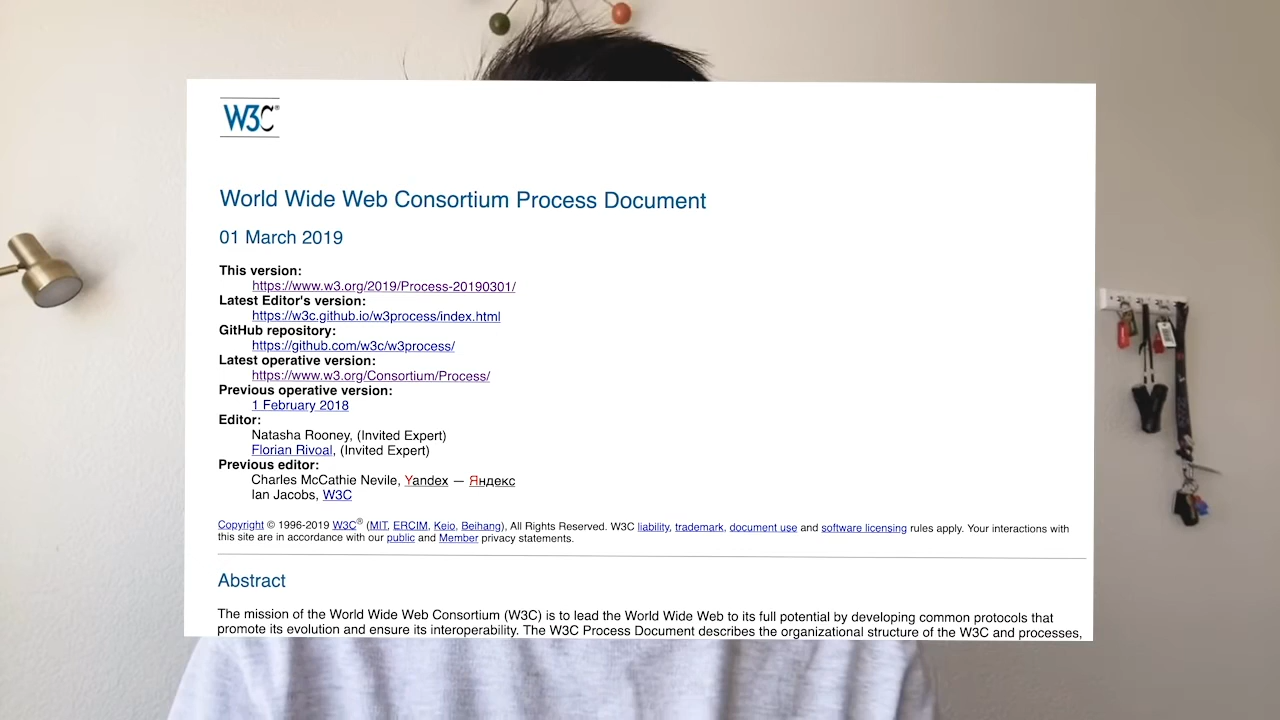 W3C®
World Wide Web Consortium Process Document
01 March 2019
This version:
https://www.w3.org/2019/Process-20190301/
Latest Editor's version:
https://w3c.github.io/w3process/index.html
GitHub repository:
https://github.com/w3c/w3process/
Latest operative version:
https://www.w3.org/Consortium/Process/
Previous operative version:
1 February 2018
Editor:
Natasha Rooney, (Invited Expert)
Florian Rivoal, (Invited Expert)
Previous editor:
Charles McCathie Nevile, Yandex — Яндекс
Ian Jacobs, W3C
Copyright © 1996-2019 W3C® (MIT, ERCIM, Keio, Beihang), All Rights Reserved. W3C liability, trademark, document use and software licensing rules apply. Your interactions with
this site are in accordance with our public and Member privacy statements.
Abstract
The mission of the World Wide Web Consortium (W3C) is to lead the World Wide Web to its full potential by developing common protocols that
promote its evolution and ensure its interoperability. The W3C Process Document describes the organizational structure of the W3C and processes,